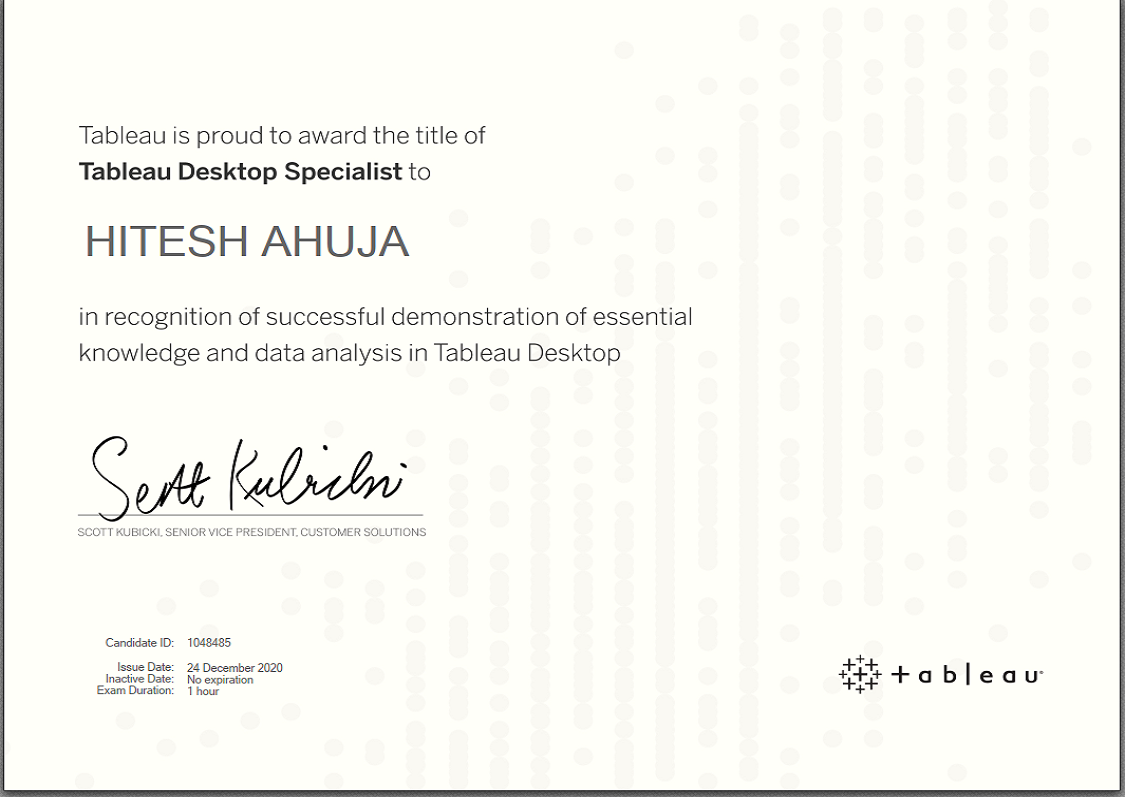 Tableau is proud to award the title of
Tableau Desktop Specialist to
HITESH AHUJA
in recognition of successful demonstration of essential
knowledge and data analysis in Tableau Desktop
Scott Kubicki
SCOTT KUBICKI, SENIOR VICE PRESIDENT, CUSTOMER SOLUTIONS
Candidate ID: 1048485
Issue Date: 24 December 2020
Inactive Date: No expiration
Exam Duration: 1 hour
+ableau®